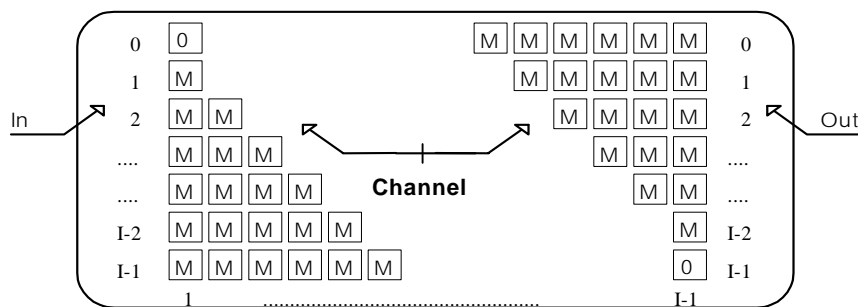 0 0 M M M M M M 0
1 M M M M M M 1
In 2 M M M M M M 2 Out
.... M M M M M M ....
Channel
.... M M M M M M ....
I-2 M M M M M M I-2
I-1 M M M M M M 0 I-1
1 .................................................. I-1